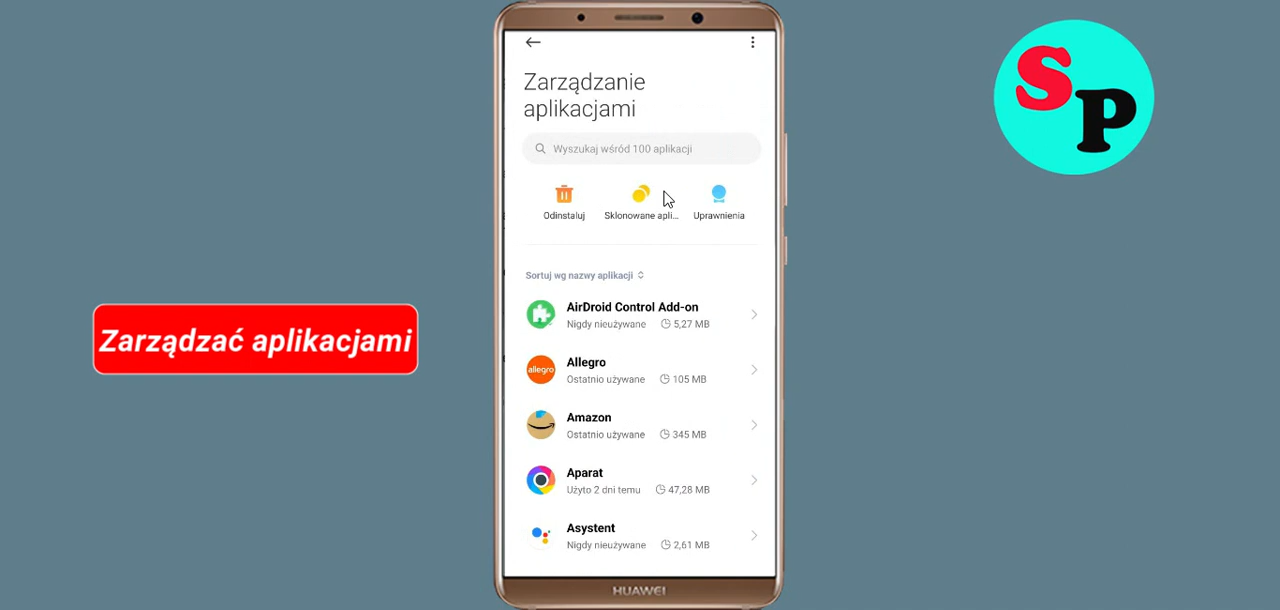 Zarządzanie
aplikacjami
Wyszukaj wśród 100 aplikacji
Odinstaluj
Sklonowane apli...
Uprawnienia
Sortuj wg nazwy aplikacji
AirDroid Control Add-on
Nigdy nieużywane 5,27 MB
allegro
Allegro
Ostatnio używane 105 MB
Amazon
Ostatnio używane 345 MB
Aparat
Użyto 2 dni temu 47,28 MB
Asystent
Nigdy nieużywane 2,61 MB
HUAWEI
Zarządzać aplikacjami
SP